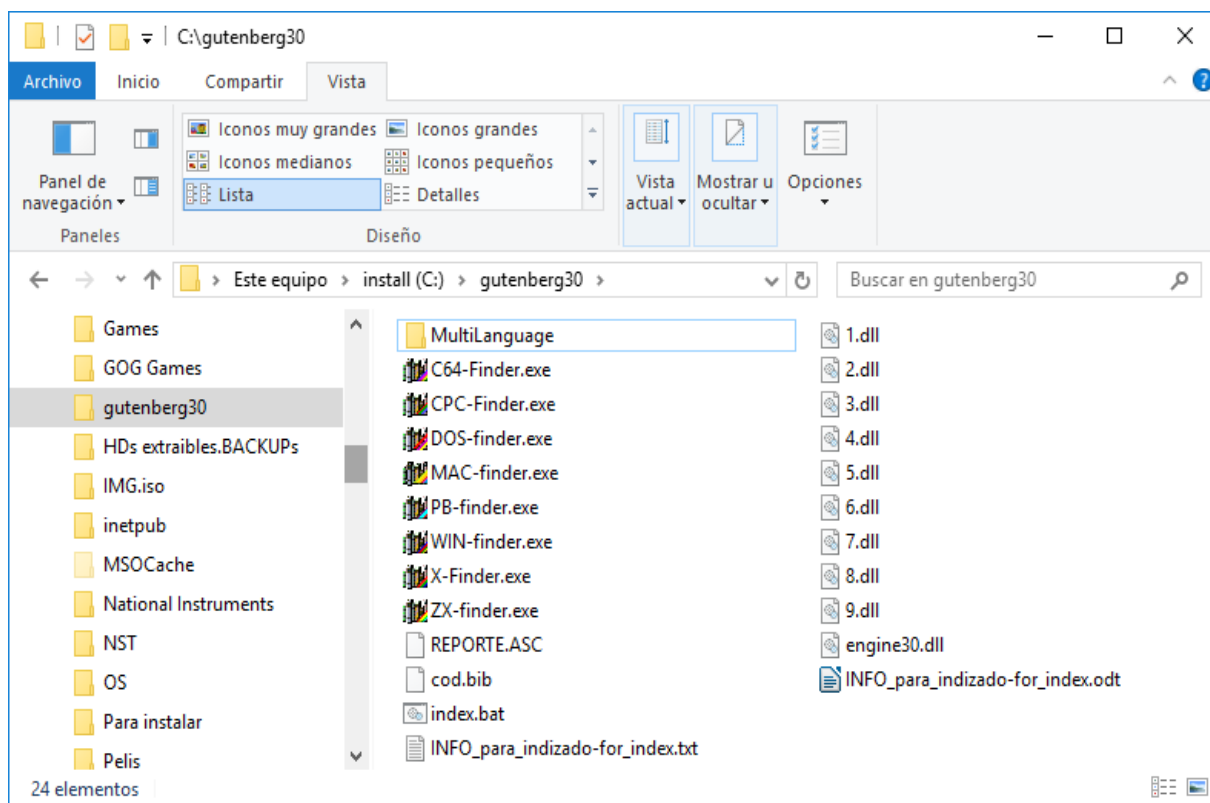 C:\gutenberg30
Archivo Inicio Compartir Vista
Panel de navegación
Iconos muy grandes Iconos grandes
Iconos medianos Iconos pequeños
Lista Detalles
Vista actual
Mostrar u ocultar
Opciones
Paneles Diseño
Este equipo > install (C:) > gutenberg30 >
Buscar en gutenberg30
Games
GOG Games
gutenberg30
HDs extraibles.BACKUPs
IMG.iso
inetpub
MSOCache
National Instruments
NST
OS
Para instalar
Pelis
MultiLanguage
C64-Finder.exe
CPC-Finder.exe
DOS-finder.exe
MAC-finder.exe
PB-finder.exe
WIN-finder.exe
X-Finder.exe
ZX-finder.exe
REPORTE.ASC
cod.bib
index.bat
INFO_para_indizado-for_index.txt
1.dll
2.dll
3.dll
4.dll
5.dll
6.dll
7.dll
8.dll
9.dll
engine30.dll
INFO_para_indizado-for_index.odt
24 elementos